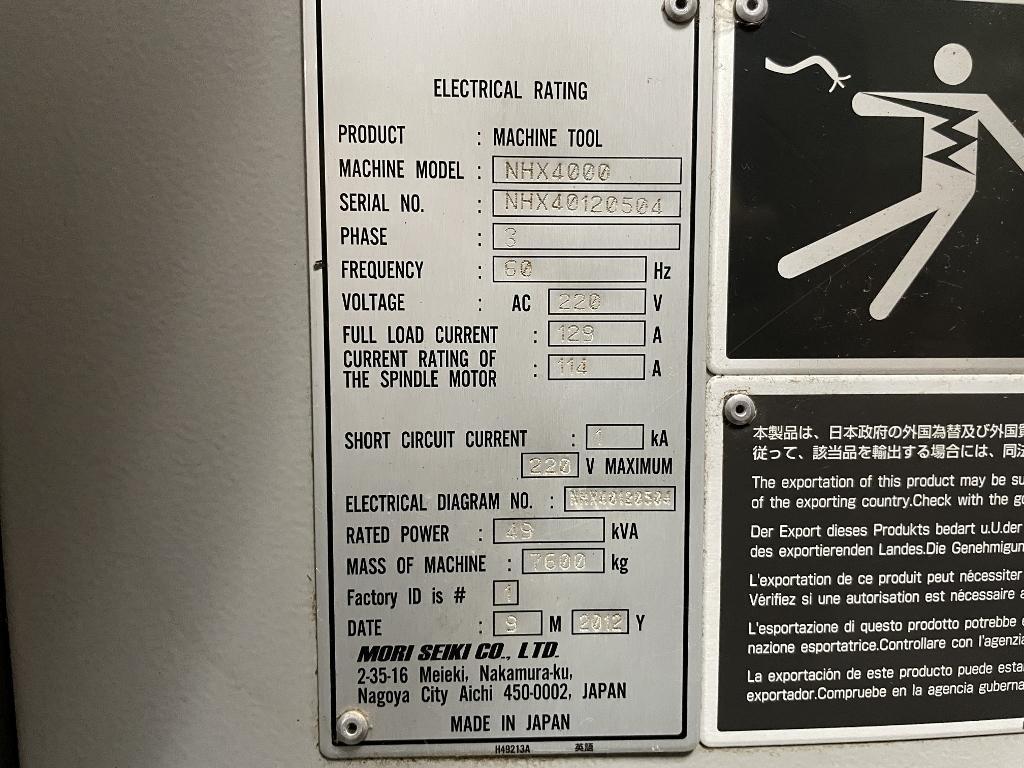 ELECTRICAL RATING
PRODUCT : MACHINE TOOL
MACHINE MODEL : NHX4000
SERIAL NO. : NHX40120504
PHASE : 3
FREQUENCY : 60 Hz
VOLTAGE : AC 220 V
FULL LOAD CURRENT : 129 A
CURRENT RATING OF
THE SPINDLE MOTOR : 114 A
SHORT CIRCUIT CURRENT : 1 kA
220 V MAXIMUM
ELECTRICAL DIAGRAM NO. : NHX40120504
RATED POWER : 49 kVA
MASS OF MACHINE : 7600 kg
Factory ID is # 1
DATE : 9 M 2012 Y
MORI SEIKI CO., LTD.
2-35-16 Meieki, Nakamura-ku,
Nagoya City Aichi 450-0002, JAPAN
MADE IN JAPAN
H49213A 英語
本製品は、日本政府の外国為替及び外国
従って、該当品を輸出する場合には、同
The exportation of this product may be su
of the exporting country.Check with the go
Der Export dieses Produkts bedart u.U.der
des exportierenden Landes.Die Genehmigun
L'exportation de ce produit peut nécessiter
Vérifiez si une autorisation est nécessaire a
L'esportazione di questo prodotto potrebbe e
nazione esportatrice.Controllare con l'agenzia
La exportación de este producto puede esta
exportador.Compruebe en la agencia guberna